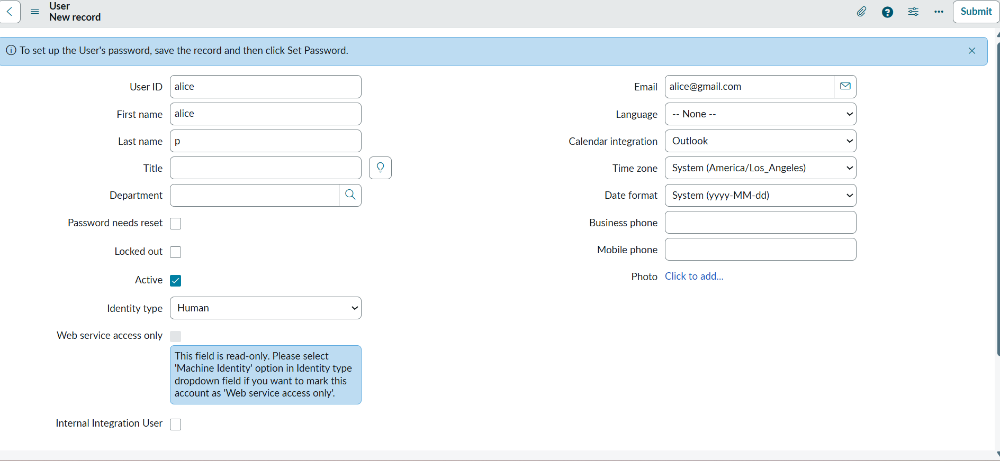 User
New record
Submit
To set up the User's password, save the record and then click Set Password.
User ID alice
First name alice
Last name p
Title
Department
Password needs reset
Locked out
Active
Identity type Human
Web service access only
This field is read-only. Please select
'Machine Identity' option in Identity type
dropdown field if you want to mark this
account as 'Web service access only'.
Internal Integration User
Email alice@gmail.com
Language -- None --
Calendar integration Outlook
Time zone System (America/Los_Angeles)
Date format System (yyyy-MM-dd)
Business phone
Mobile phone
Photo Click to add...